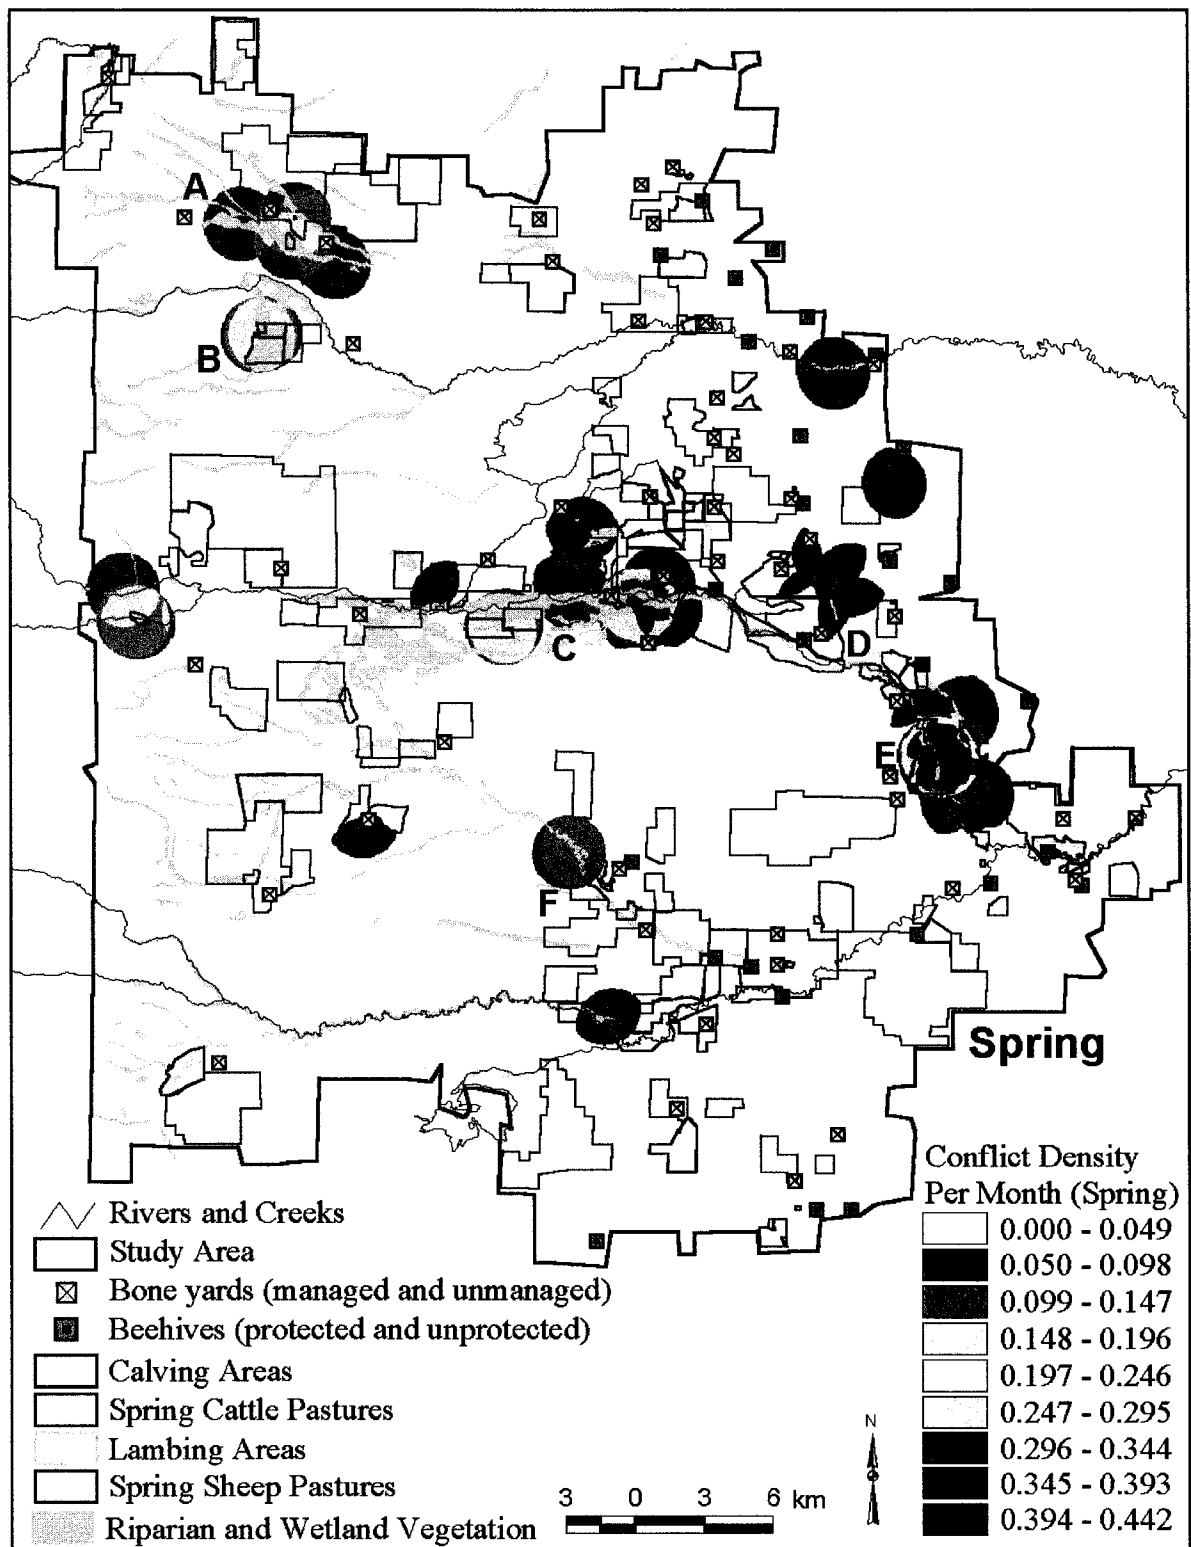 A
B
C
D
E
F
Spring
Rivers and Creeks
Study Area
Bone yards (managed and unmanaged)
Beehives (protected and unprotected)
Calving Areas
Spring Cattle Pastures
Lambing Areas
Spring Sheep Pastures
Riparian and Wetland Vegetation
N
3 0 3 6 km
Conflict Density
Per Month (Spring)
0.000 - 0.049
0.050 - 0.098
0.099 - 0.147
0.148 - 0.196
0.197 - 0.246
0.247 - 0.295
0.296 - 0.344
0.345 - 0.393
0.394 - 0.442